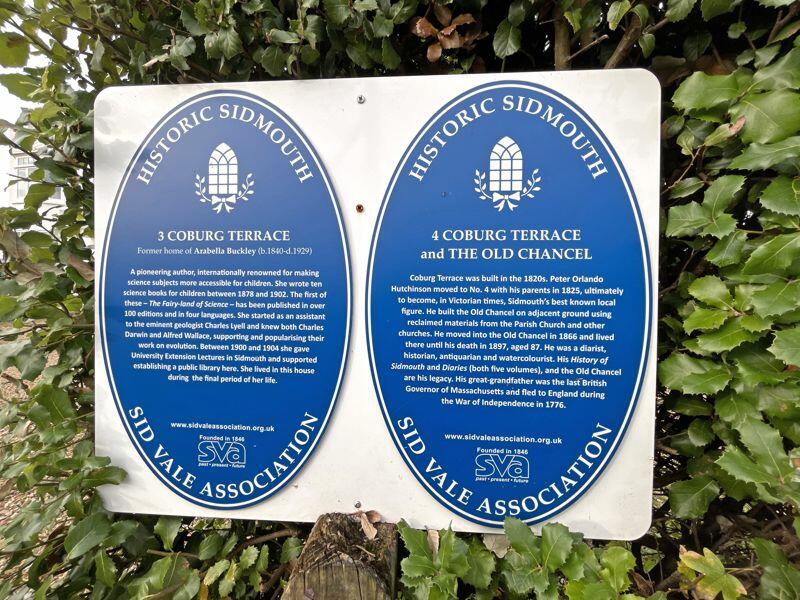 HISTORIC SIDMOUTH
3 COBURG TERRACE
Former home of Arabella Buckley (b.1840-d.1929)
A pioneering author, internationally renowned for making
science subjects more accessible for children. She wrote ten
science books for children between 1878 and 1902. The first of
these – The Fairy-land of Science – has been published in over
100 editions and in four languages. She started as an assistant
to the eminent geologist Charles Lyell and knew both Charles
Darwin and Alfred Wallace, supporting and popularising their
work on evolution. Between 1900 and 1904 she gave
University Extension Lectures in Sidmouth and supported
establishing a public library here. She lived in this house
during the final period of her life.
www.sidvaleassociation.org.uk
Founded in 1846
sva
past • present • future
SID VALE ASSOCIATION
HISTORIC SIDMOUTH
4 COBURG TERRACE
and THE OLD CHANCEL
Coburg Terrace was built in the 1820s. Peter Orlando
Hutchinson moved to No. 4 with his parents in 1825, ultimately
to become, in Victorian times, Sidmouth's best known local
figure. He built the Old Chancel on adjacent ground using
reclaimed materials from the Parish Church and other
churches. He moved into the Old Chancel in 1866 and lived
there until his death in 1897, aged 87. He was a diarist,
historian, antiquarian and watercolourist. His History of
Sidmouth and Diaries (both five volumes), and the Old Chancel
are his legacy. His great-grandfather was the last British
Governor of Massachusetts and fled to England during
the War of Independence in 1776.
www.sidvaleassociation.org.uk
Founded in 1846
sva
past • present • future
SID VALE ASSOCIATION